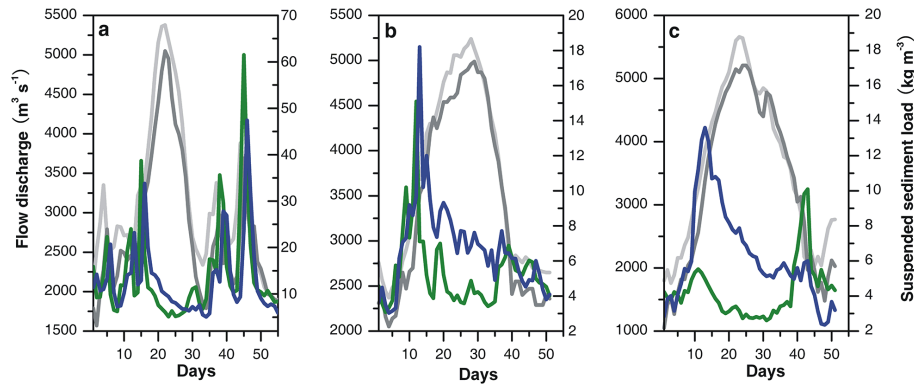 5500 70 5500 20 6000 20
a b c
5000 60 5000 18 5000 18
4500 50 4500 16 4000 16
4000 40 4000 14 3000 14
3500 30 3500 12 2000 12
3000 20 3000 10 1000 10
2500 10 2500 8 8
2000 2000 6 6
1500 4 4
2 2
10 20 30 40 50 10 20 30 40 50 10 20 30 40 50
Days Days Days
Flow discharge (m³ s⁻¹)
Suspended sediment load (kg m⁻³)